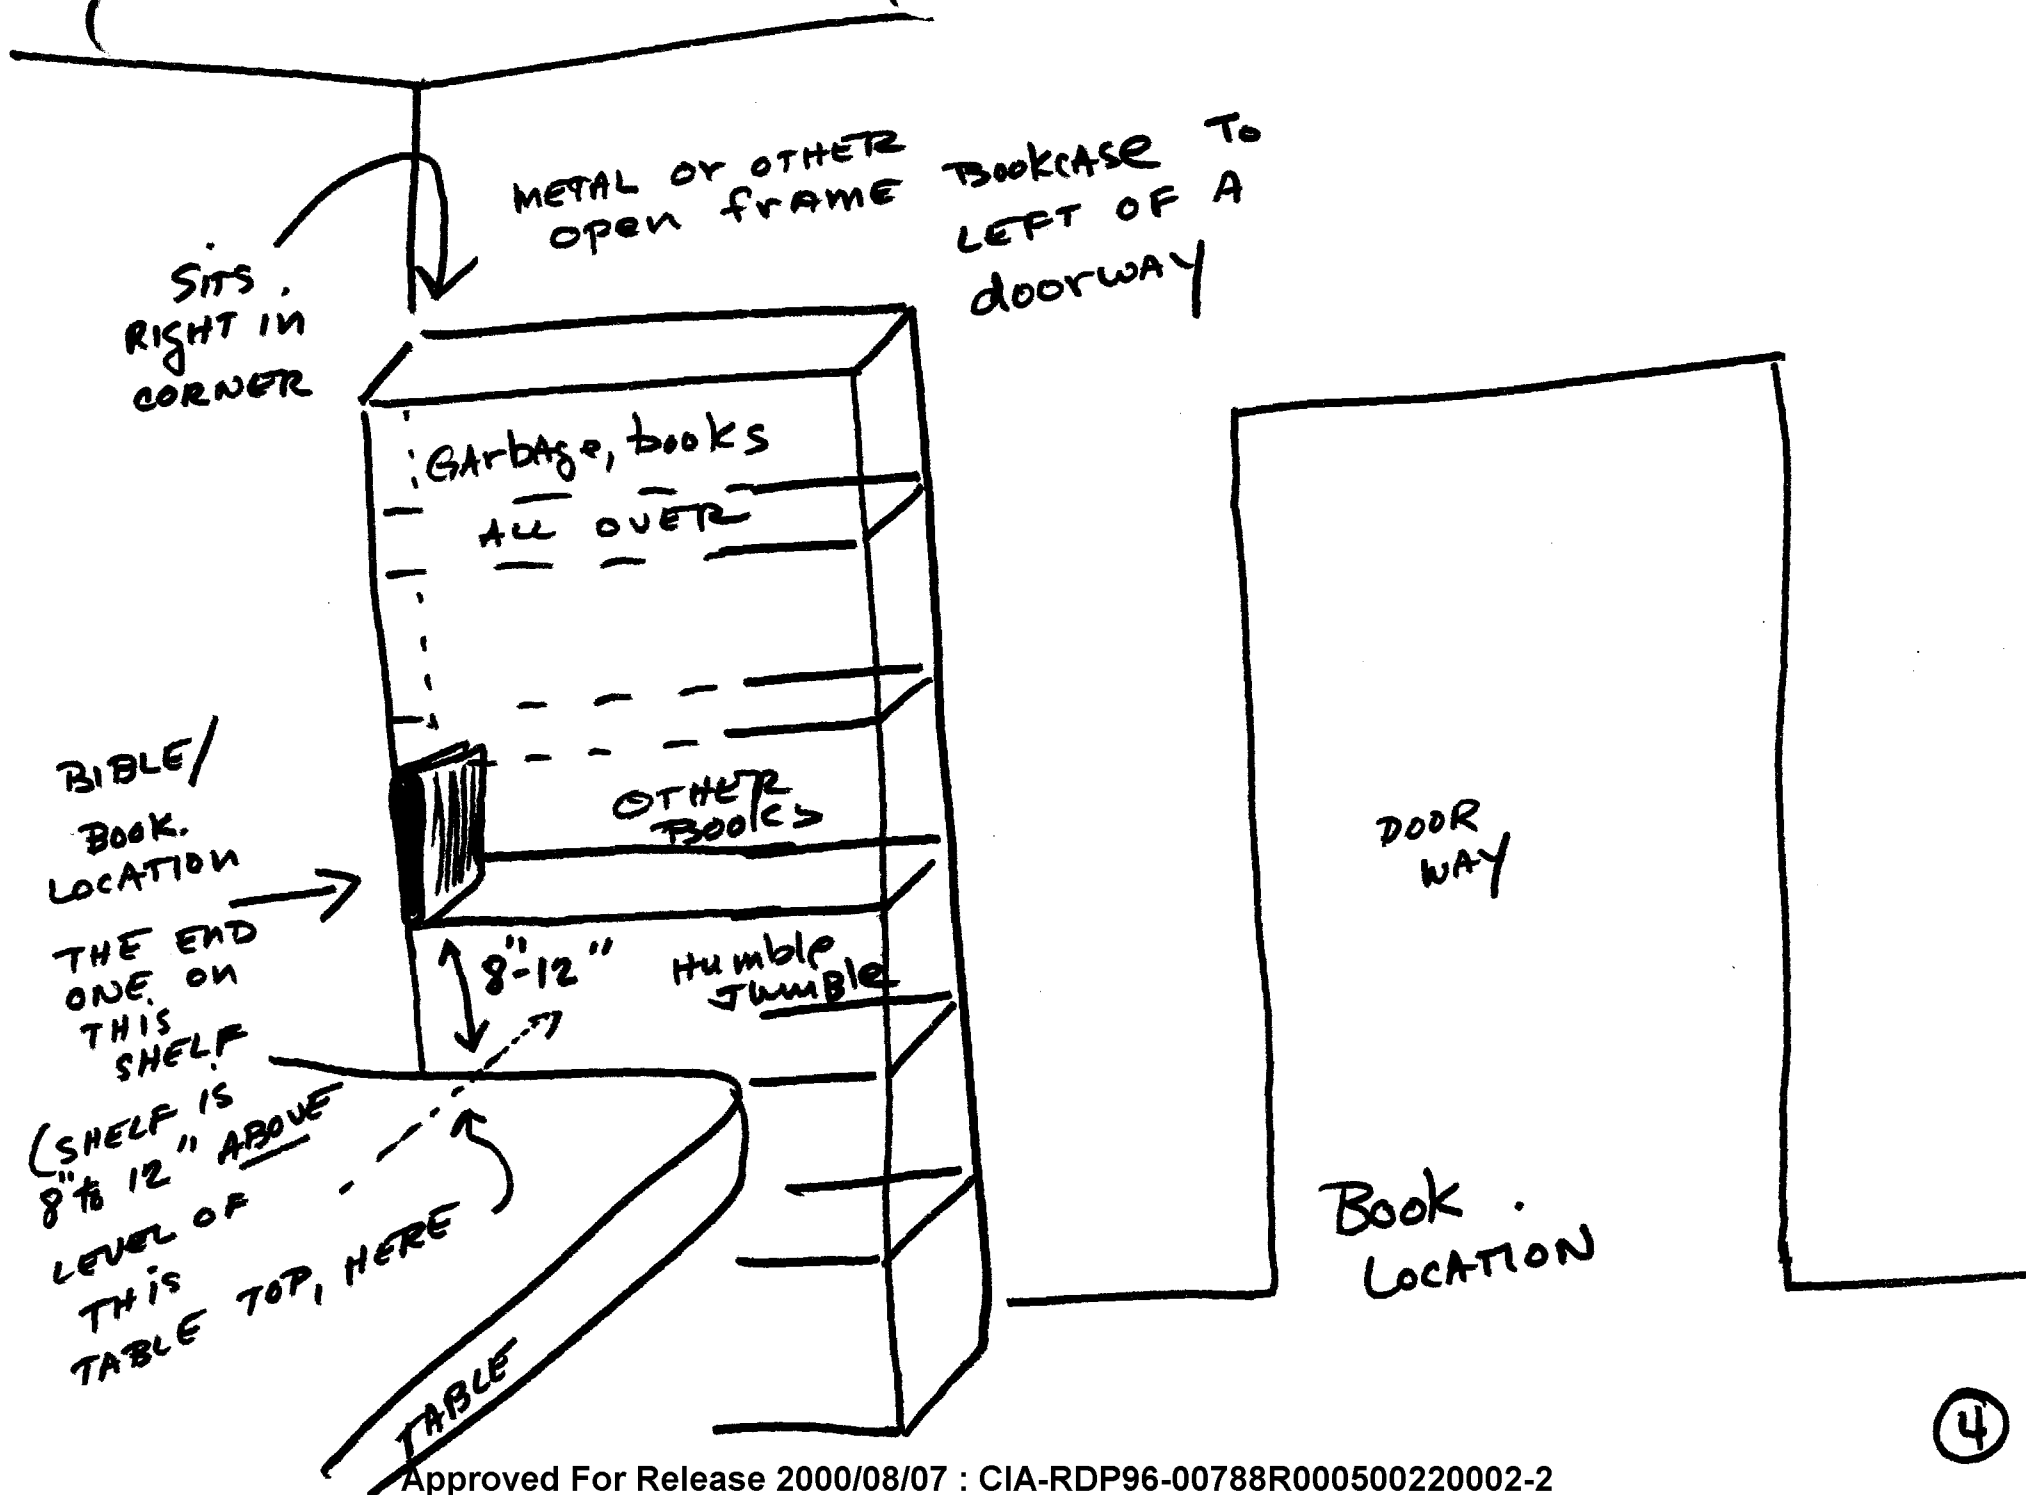 METAL or OTHER
open frame
BookcAse To
LEFT OF A
doorwAy
SITS
RIGHT IN
CORNER
GArbAge, books
ALL OVER
BIBLE/
Book
LOCATION
THE END
ONE ON
THIS
SHELF
(SHELF IS
8" to 12" ABOVE
LEVEL OF
THIS
TABLE TOP, HERE
OTHER
BOOKS
8"-12"
Humble
JumBle
DOOR
WAY
Book
LOCATION
TABLE
4
Approved For Release 2000/08/07 : CIA-RDP96-00788R000500220002-2